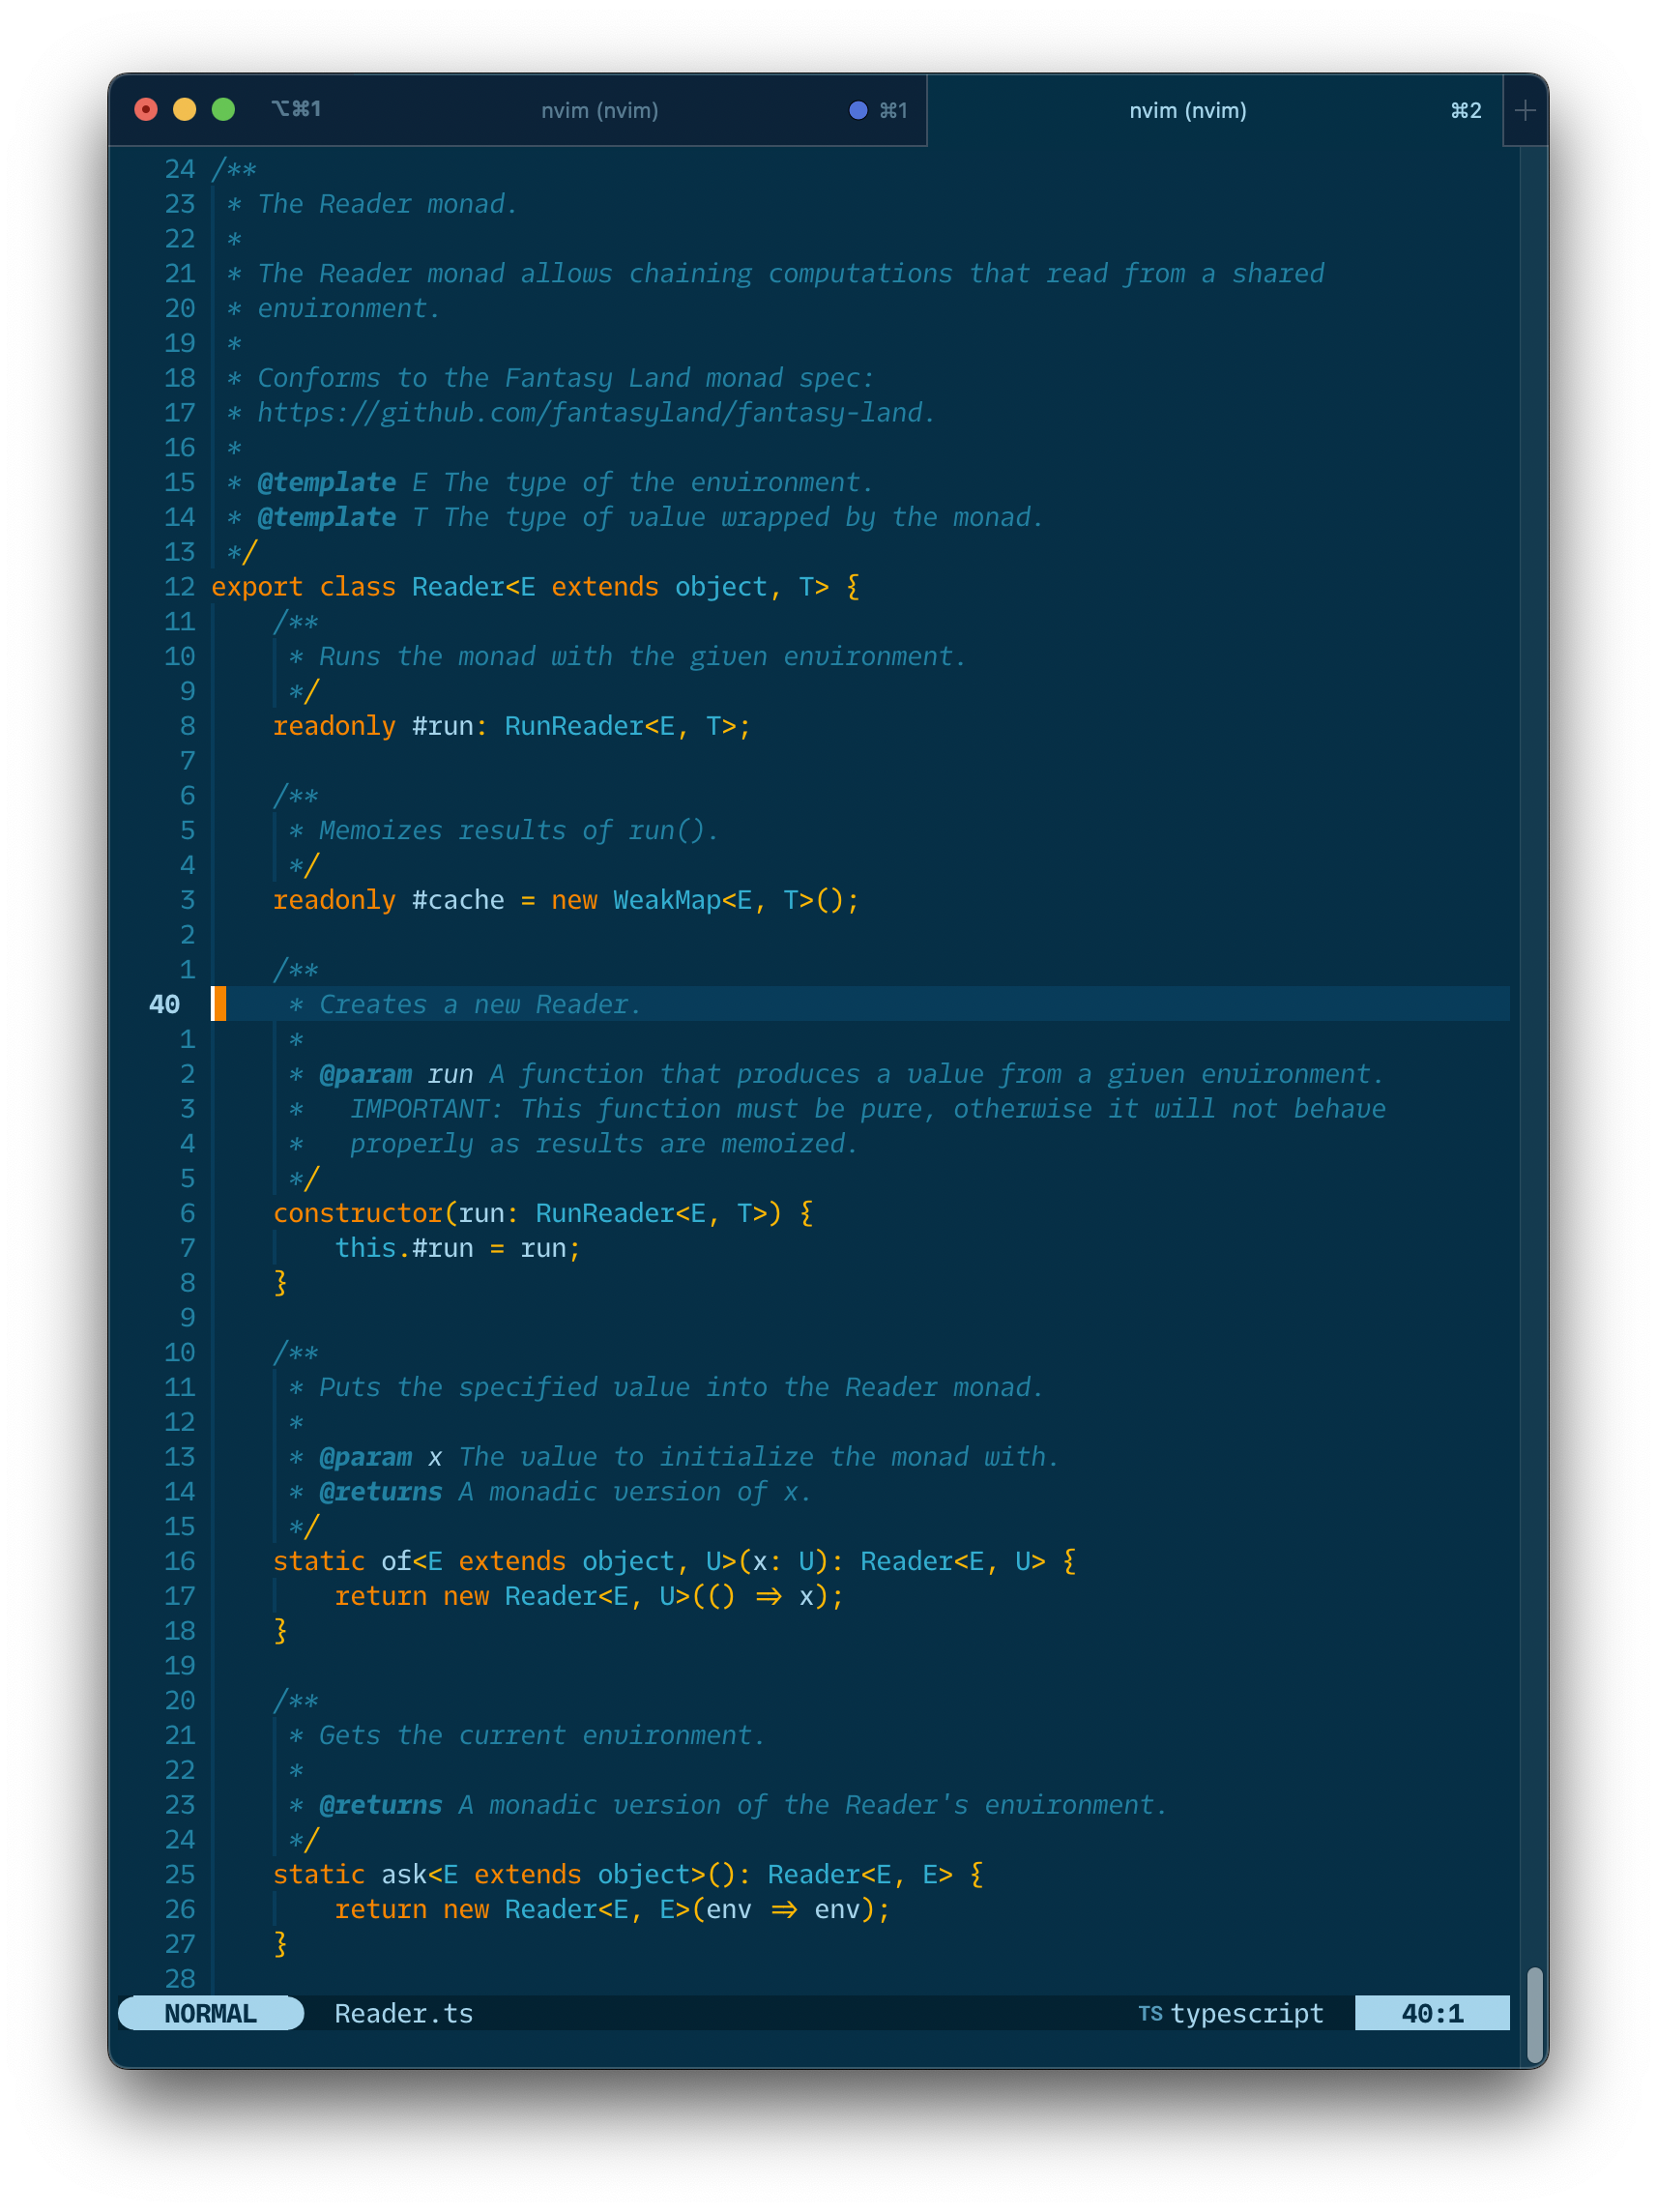 ⌥⌘1 nvim (nvim) ⌘1 nvim (nvim) ⌘2 +
24 /**
23  * The Reader monad.
22  *
21  * The Reader monad allows chaining computations that read from a shared
20  * environment.
19  *
18  * Conforms to the Fantasy Land monad spec:
17  * https://github.com/fantasyland/fantasy-land.
16  *
15  * @template E The type of the environment.
14  * @template T The type of value wrapped by the monad.
13  */
12 export class Reader<E extends object, T> {
11     /**
10      * Runs the monad with the given environment.
9      */
8     readonly #run: RunReader<E, T>;
7
6     /**
5      * Memoizes results of run().
4      */
3     readonly #cache = new WeakMap<E, T>();
2
1     /**
40      * Creates a new Reader.
1      *
2      * @param run A function that produces a value from a given environment.
3      *   IMPORTANT: This function must be pure, otherwise it will not behave
4      *   properly as results are memoized.
5      */
6     constructor(run: RunReader<E, T>) {
7         this.#run = run;
8     }
9
10     /**
11      * Puts the specified value into the Reader monad.
12      *
13      * @param x The value to initialize the monad with.
14      * @returns A monadic version of x.
15      */
16     static of<E extends object, U>(x: U): Reader<E, U> {
17         return new Reader<E, U>(() => x);
18     }
19
20     /**
21      * Gets the current environment.
22      *
23      * @returns A monadic version of the Reader's environment.
24      */
25     static ask<E extends object>(): Reader<E, E> {
26         return new Reader<E, E>(env => env);
27     }
28
NORMAL Reader.ts TS typescript 40:1